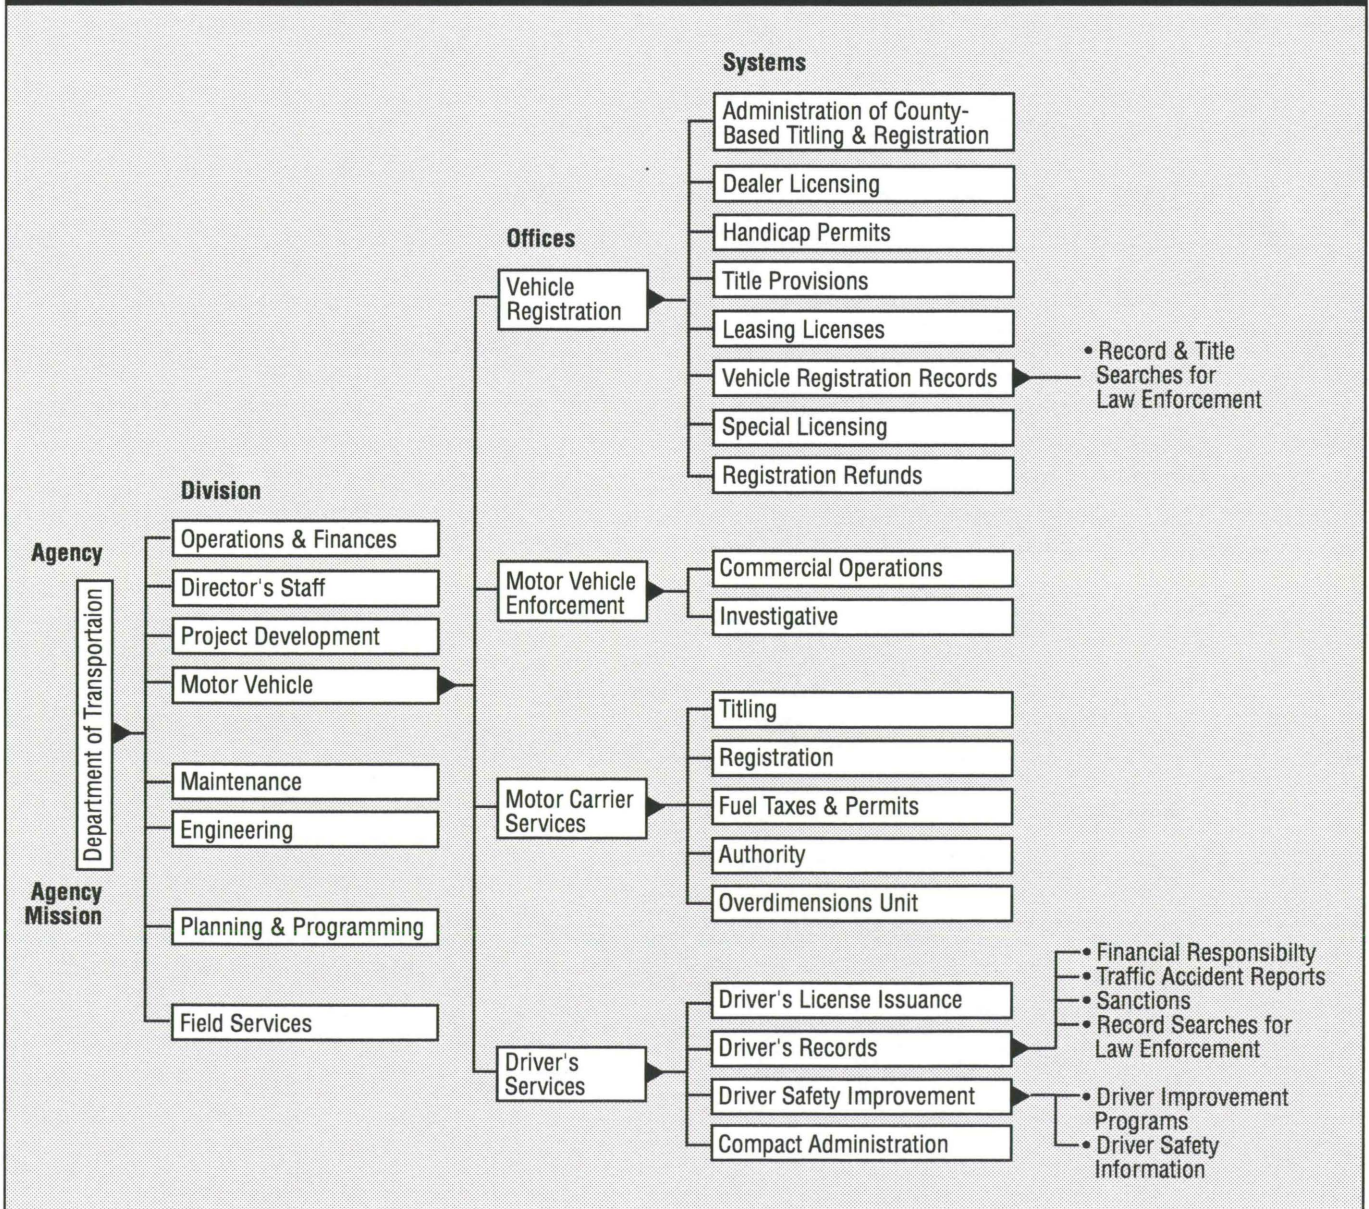 Systems
Administration of County-
Based Titling & Registration
Dealer Licensing
Handicap Permits
Offices
Vehicle
Registration
Title Provisions
Leasing Licenses
Vehicle Registration Records
• Record & Title
Searches for
Law Enforcement
Special Licensing
Registration Refunds
Division
Agency
Operations & Finances
Director's Staff
Project Development
Motor Vehicle
Department of Transportaion
Maintenance
Engineering
Agency
Mission
Planning & Programming
Field Services
Motor Vehicle
Enforcement
Commercial Operations
Investigative
Motor Carrier
Services
Titling
Registration
Fuel Taxes & Permits
Authority
Overdimensions Unit
Driver's
Services
Driver's License Issuance
Driver's Records
• Financial Responsibilty
• Traffic Accident Reports
• Sanctions
• Record Searches for
Law Enforcement
Driver Safety Improvement
• Driver Improvement
Programs
• Driver Safety
Information
Compact Administration